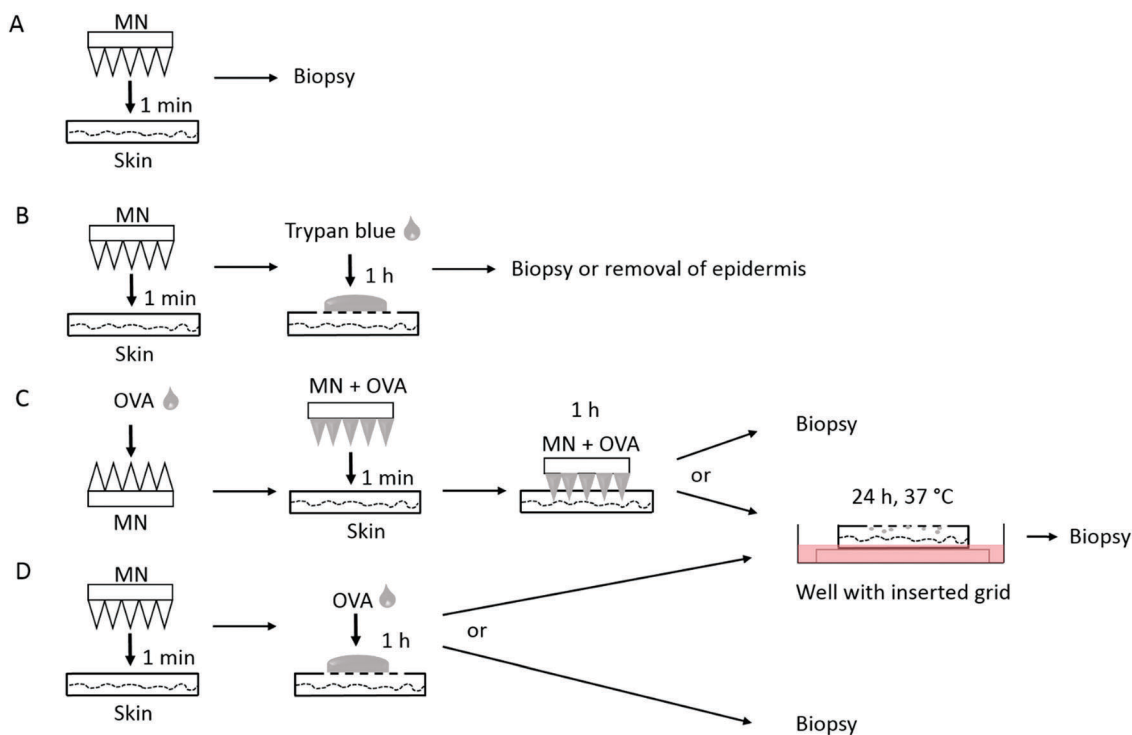 A
MN
1 min
Skin
Biopsy
B
MN
1 min
Skin
Trypan blue
1 h
Biopsy or removal of epidermis
C
OVA
MN
MN + OVA
1 min
Skin
1 h
MN + OVA
or
Biopsy
24 h, 37 °C
Well with inserted grid
Biopsy
D
MN
1 min
Skin
OVA
1 h
or
Biopsy